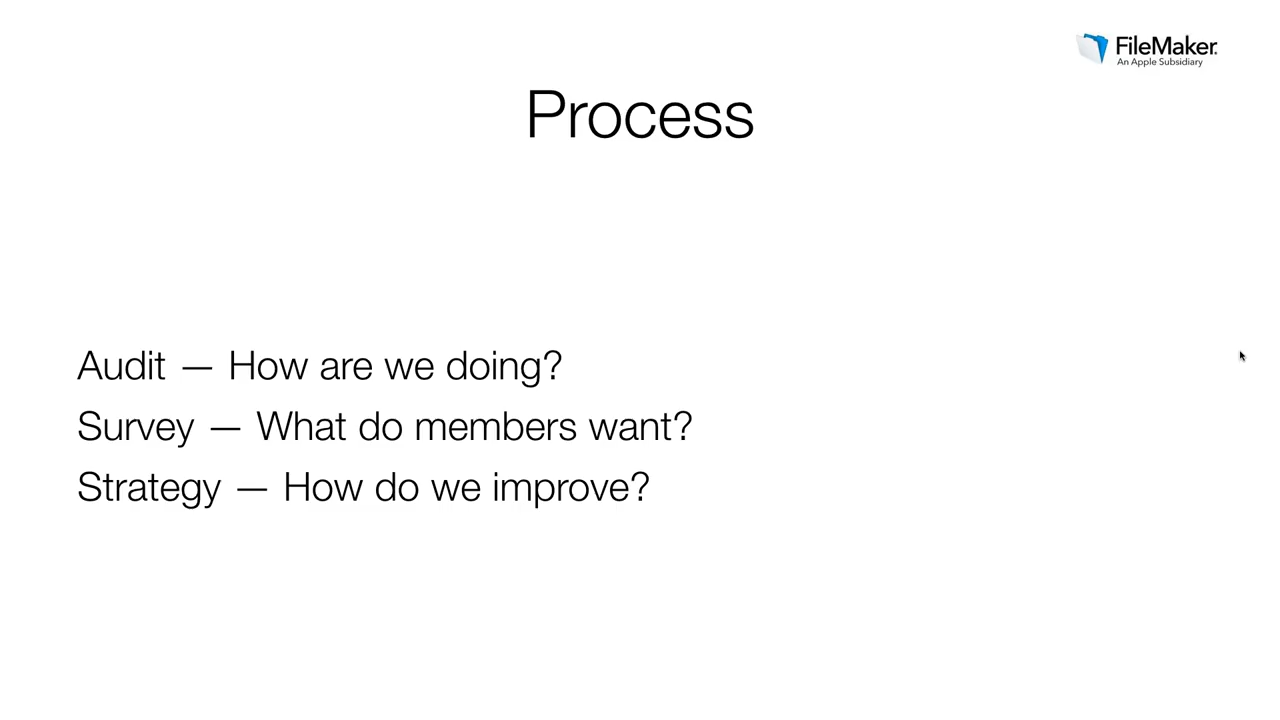 FileMaker.
An Apple Subsidiary
Process
Audit — How are we doing?
Survey — What do members want?
Strategy — How do we improve?